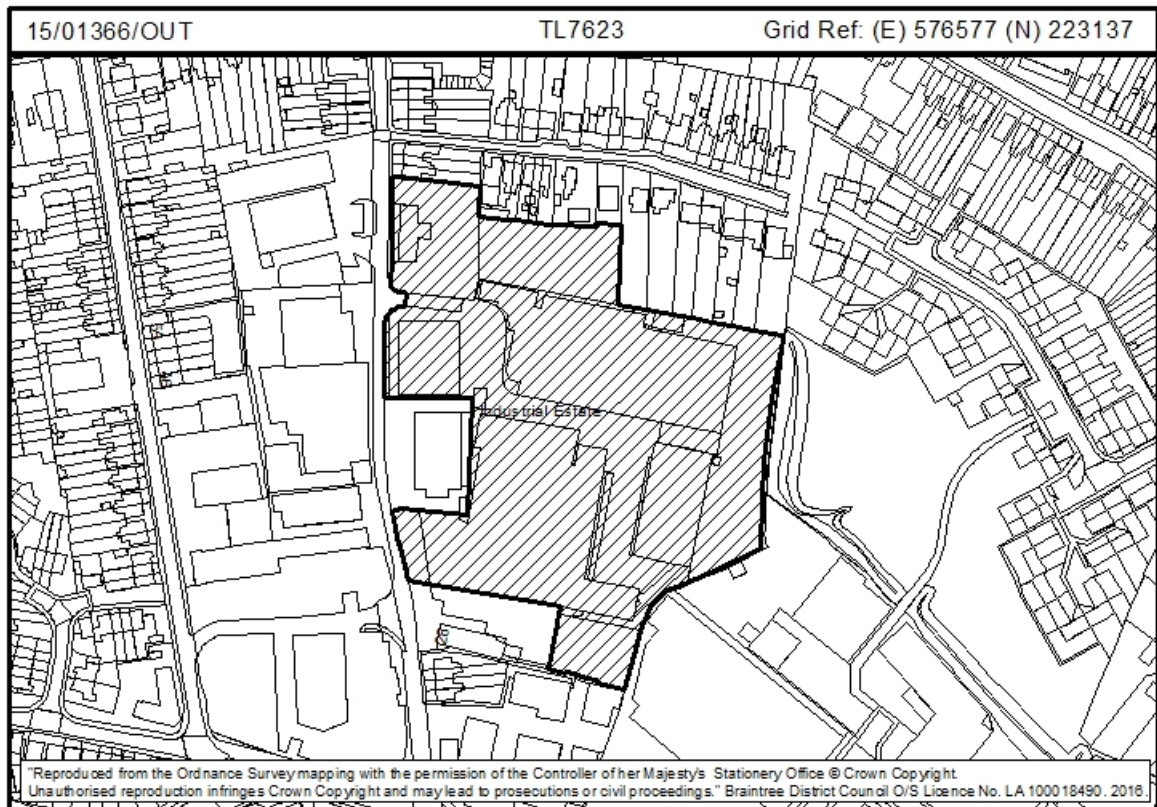 15/01366/OUT TL7623 Grid Ref: (E) 576577 (N) 223137
Industrial Estate
"Reproduced from the Ordnance Survey mapping with the permission of the Controller of her Majesty's Stationery Office © Crown Copyright.
Unauthorised reproduction infringes Crown Copyright and may lead to prosecutions or civil proceedings." Braintree District Council O/S Licence No. LA 100018490. 2016.